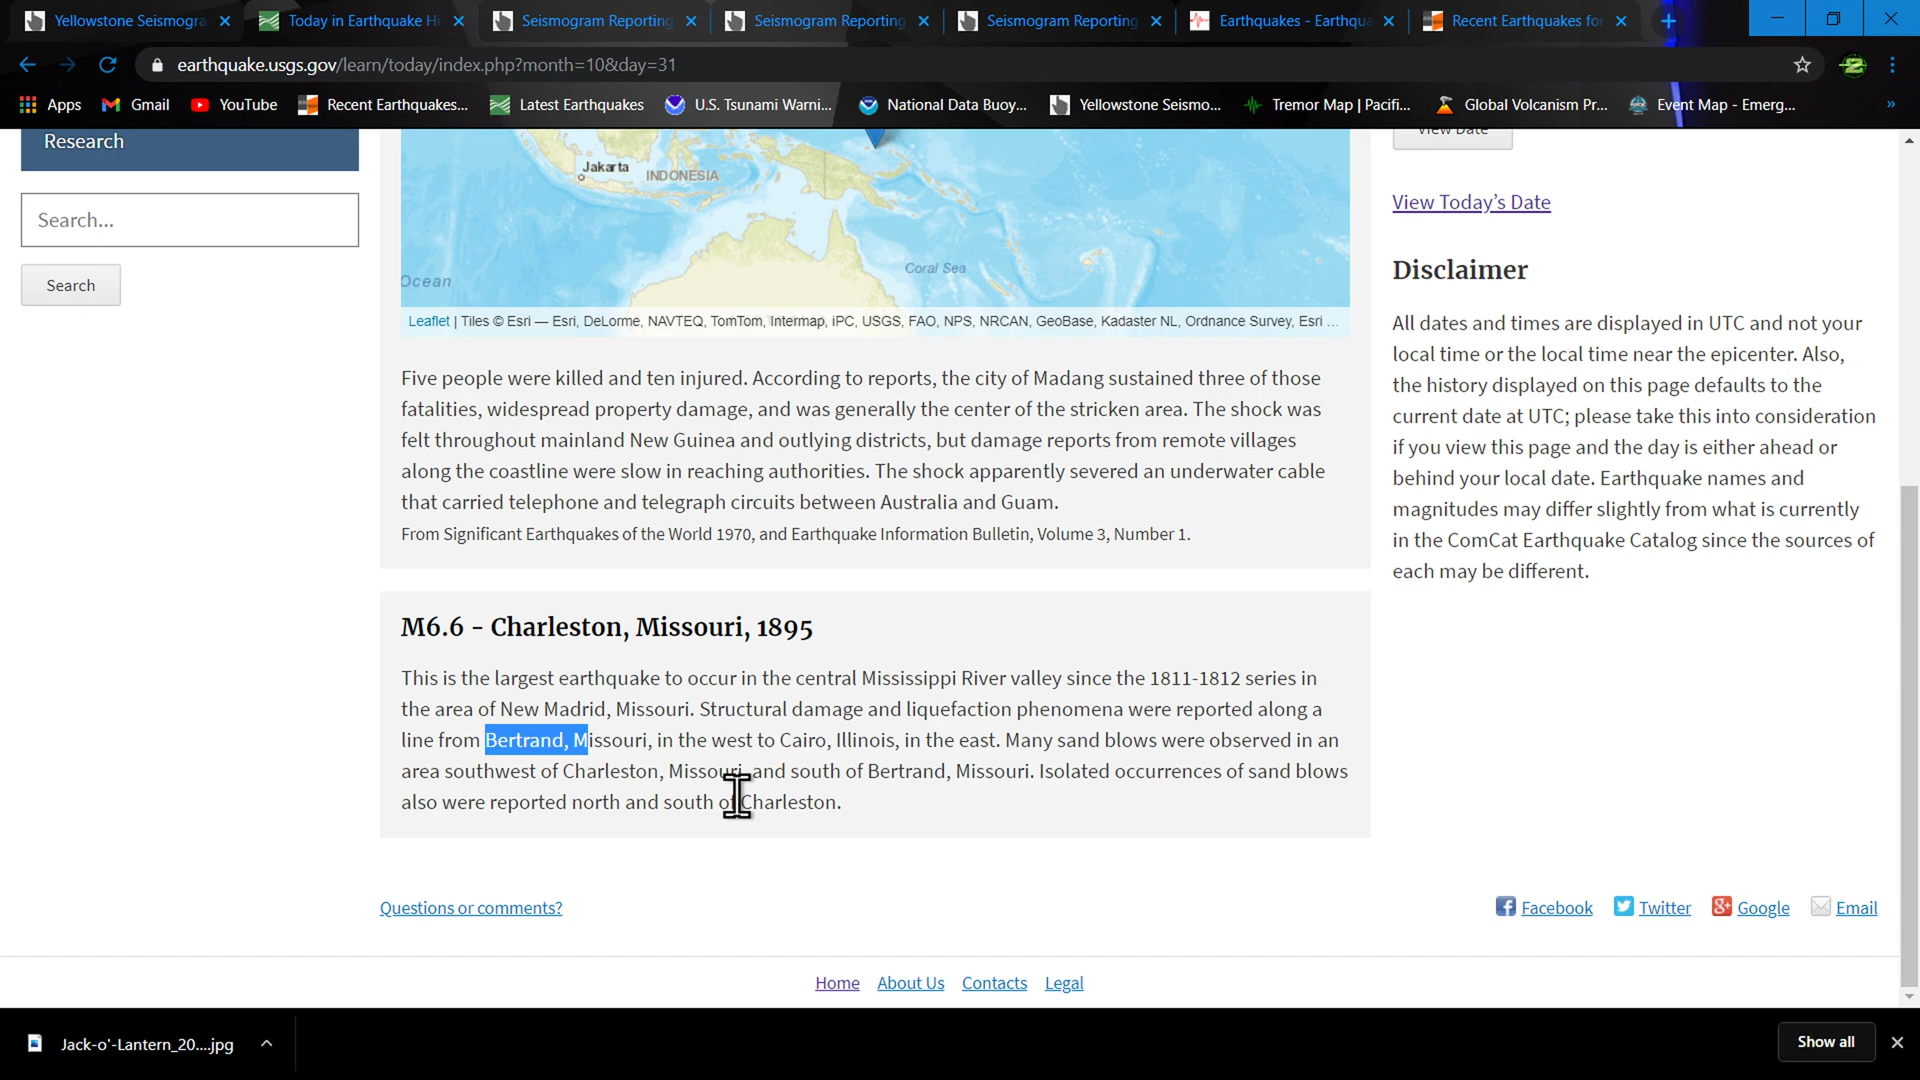 Yellowstone Seismogra
Today in Earthquake Hi
Seismogram Reporting
Seismogram Reporting
Seismogram Reporting
Earthquakes - Earthqua
Recent Earthquakes for
earthquake.usgs.gov/learn/today/index.php?month=10&day=31
Apps
Gmail
YouTube
Recent Earthquakes...
Latest Earthquakes
U.S. Tsunami Warni...
National Data Buoy...
Yellowstone Seismo...
Tremor Map | Pacifi...
Global Volcanism Pr...
Event Map - Emerg...
»
Research
Search...
Search
Jakarta
INDONESIA
Coral Sea
Ocean
Leaflet | Tiles © Esri — Esri, DeLorme, NAVTEQ, TomTom, Intermap, iPC, USGS, FAO, NPS, NRCAN, GeoBase, Kadaster NL, Ordnance Survey, Esri ...
Five people were killed and ten injured. According to reports, the city of Madang sustained three of those
fatalities, widespread property damage, and was generally the center of the stricken area. The shock was
felt throughout mainland New Guinea and outlying districts, but damage reports from remote villages
along the coastline were slow in reaching authorities. The shock apparently severed an underwater cable
that carried telephone and telegraph circuits between Australia and Guam.
From Significant Earthquakes of the World 1970, and Earthquake Information Bulletin, Volume 3, Number 1.
M6.6 - Charleston, Missouri, 1895
This is the largest earthquake to occur in the central Mississippi River valley since the 1811-1812 series in
the area of New Madrid, Missouri. Structural damage and liquefaction phenomena were reported along a
line from Bertrand, Missouri, in the west to Cairo, Illinois, in the east. Many sand blows were observed in an
area southwest of Charleston, Missouri, and south of Bertrand, Missouri. Isolated occurrences of sand blows
also were reported north and south of Charleston.
View Date
View Today's Date
Disclaimer
All dates and times are displayed in UTC and not your
local time or the local time near the epicenter. Also,
the history displayed on this page defaults to the
current date at UTC; please take this into consideration
if you view this page and the day is either ahead or
behind your local date. Earthquake names and
magnitudes may differ slightly from what is currently
in the ComCat Earthquake Catalog since the sources of
each may be different.
Questions or comments?
Facebook
Twitter
Google
Email
Home
About Us
Contacts
Legal
Jack-o'-Lantern_20....jpg
Show all